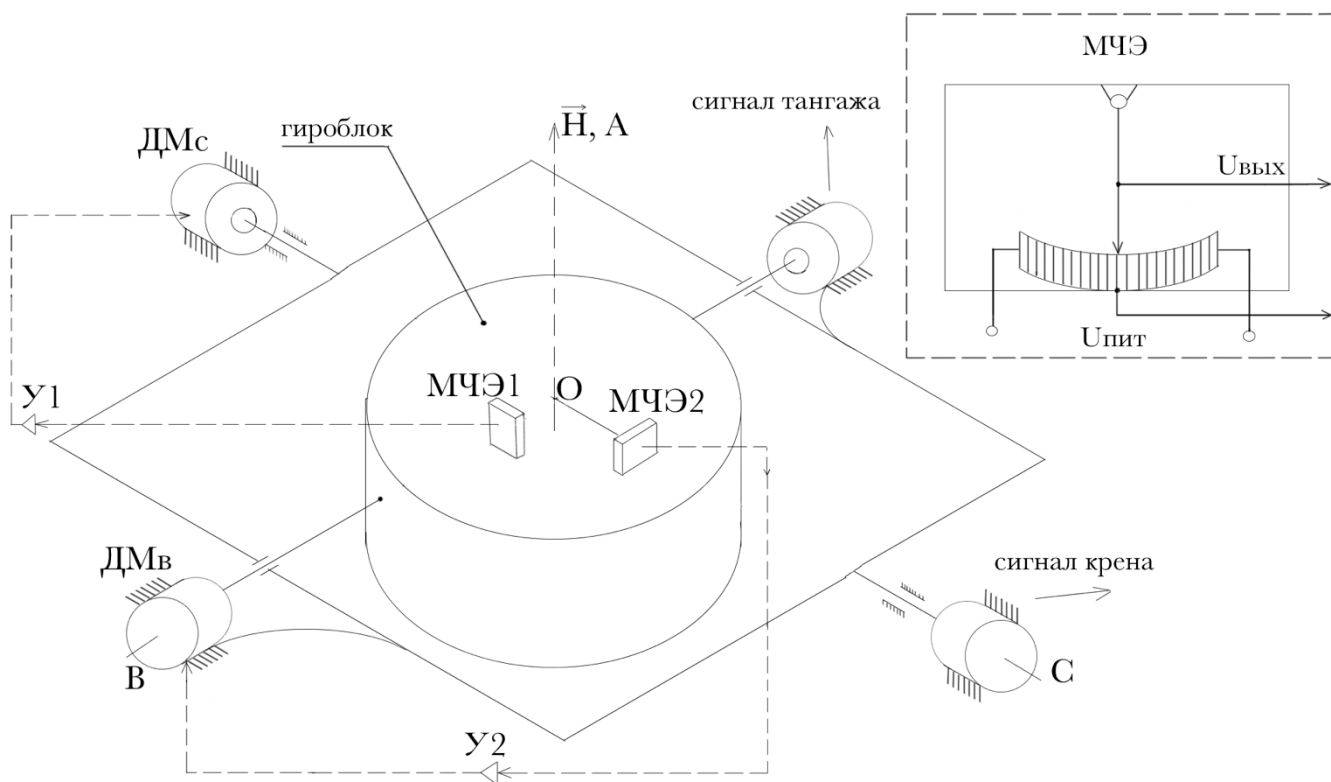 МЧЭ
сигнал тангажа
H, A
гироблок
ДМс
Uвых
Uпит
МЧЭ1
O
МЧЭ2
У1
ДМв
сигнал крена
B
C
У2